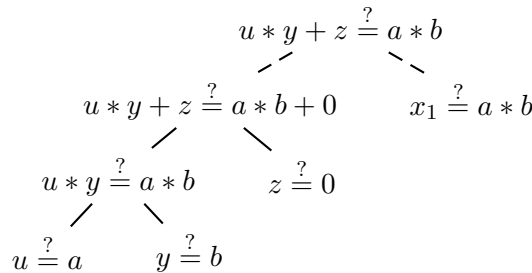 u ∗ y + z ≟ a ∗ b
u ∗ y + z ≟ a ∗ b + 0 x₁ ≟ a ∗ b
u ∗ y ≟ a ∗ b z ≟ 0
u ≟ a y ≟ b